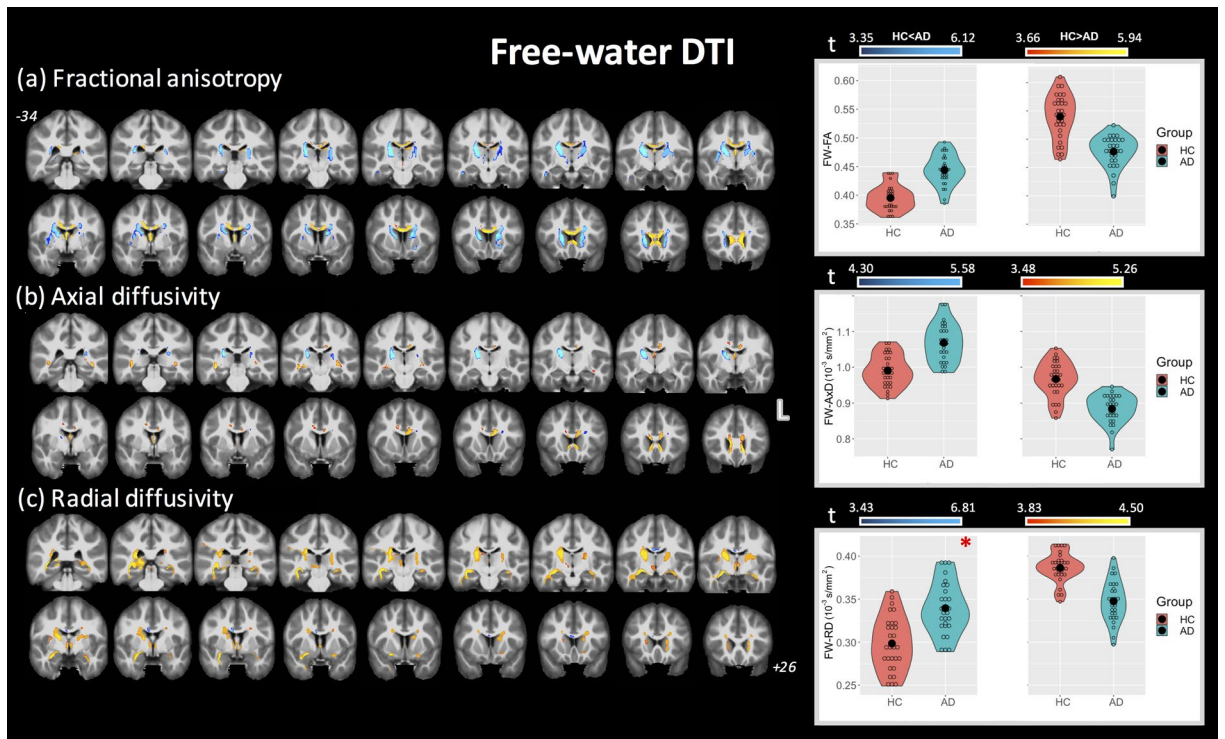 Free-water DTI
(a) Fractional anisotropy
-34
(b) Axial diffusivity
L
(c) Radial diffusivity
+26
t 3.35 HC<AD 6.12 3.66 HC>AD 5.94
0.60
0.55
0.50
0.45
0.40
0.35
FW-FA
HC AD HC AD
Group
HC
AD
t 4.30 5.58 3.48 5.26
1.1
1.0
0.9
0.8
FW-AxD (10⁻³ s/mm²)
HC AD HC AD
Group
HC
AD
t 3.43 6.81 3.83 4.50
*
0.40
0.35
0.30
0.25
FW-RD (10⁻³ s/mm²)
HC AD HC AD
Group
HC
AD